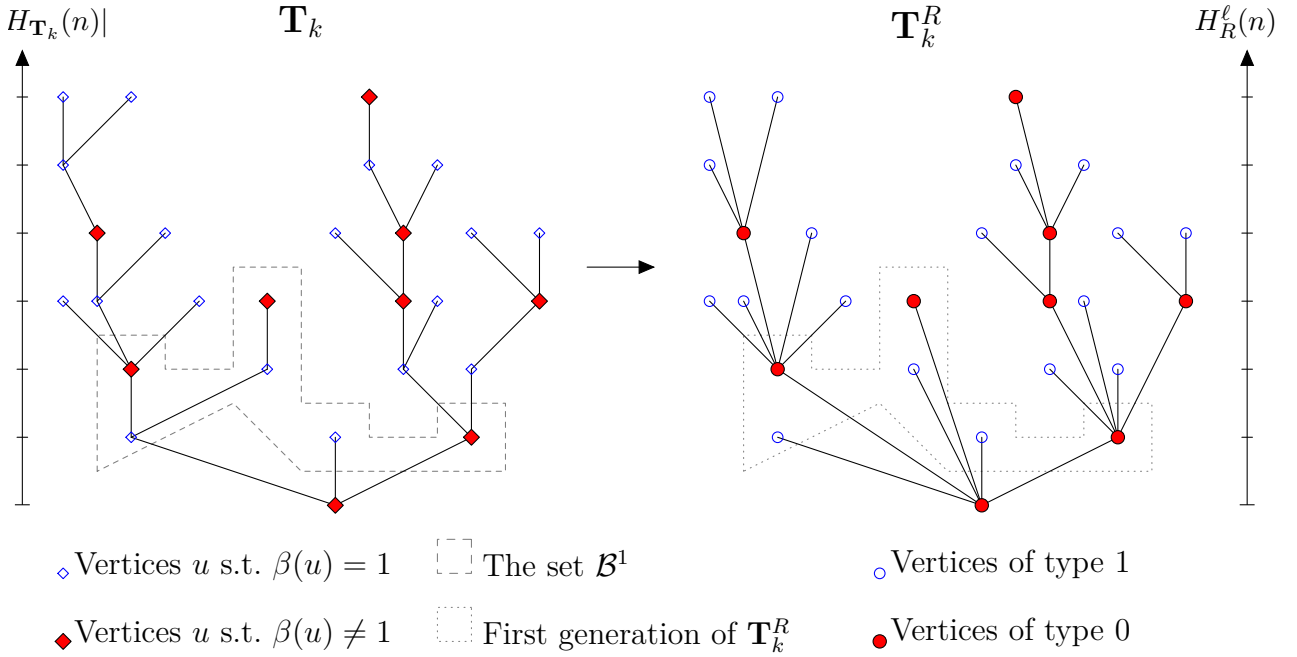 H_{𝐓_k}(n)| 𝐓_k 𝐓_k^R H_R^ℓ(n)
Vertices u s.t. β(u) = 1 The set 𝓑^1 Vertices of type 1
Vertices u s.t. β(u) ≠ 1 First generation of 𝐓_k^R Vertices of type 0